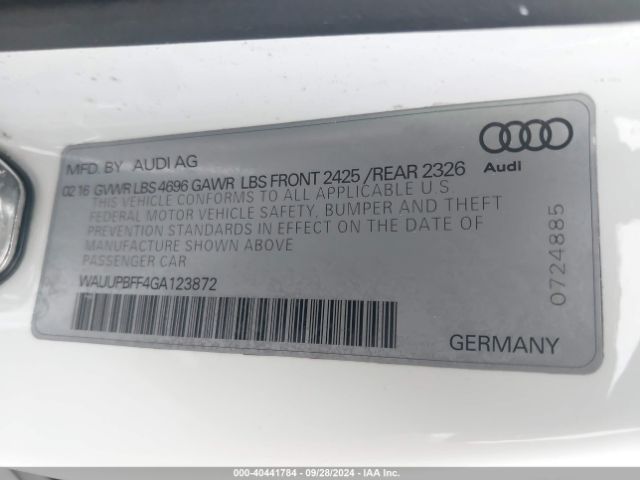 MFD. BY AUDI AG
02 16 GVWR LBS 4696 GAWR LBS FRONT 2425 /REAR 2326
Audi
THIS VEHICLE CONFORMS TO ALL APPLICABLE U.S
FEDERAL MOTOR VEHICLE SAFETY, BUMPER AND THEFT
PREVENTION STANDARDS IN EFFECT ON THE DATE OF
MANUFACTURE SHOWN ABOVE
PASSENGER CAR
WAUUPBFF4GA123872
0724885
GERMANY
000-40441784 - 09/28/2024 - IAA Inc.